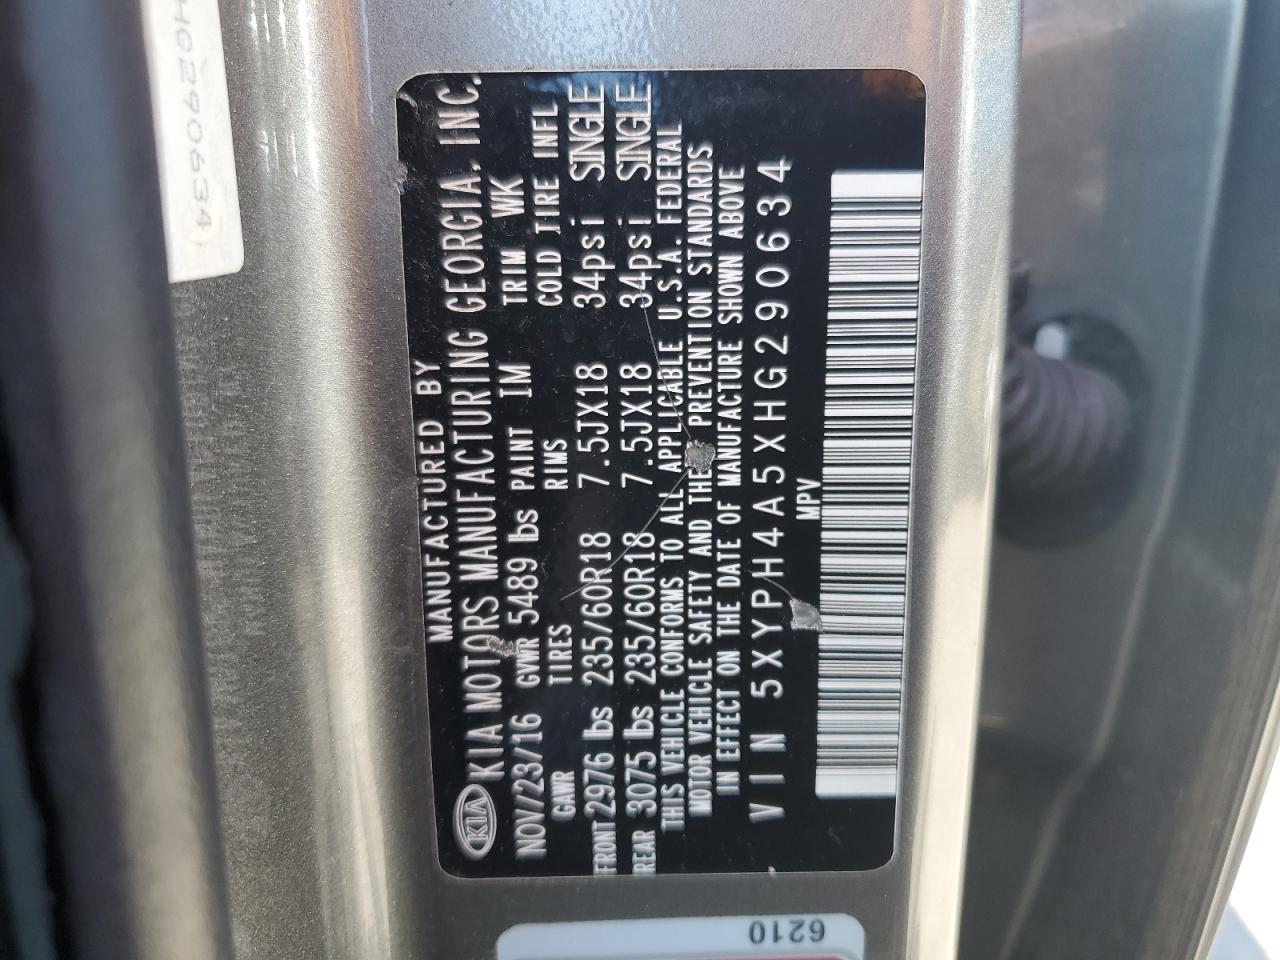 HG290634
MANUFACTURED BY
KIA KIA MOTORS MANUFACTURING GEORGIA, INC.
NOV/23/16 GVWR 5489 lbs PAINT IM TRIM WK
GAWR TIRES RIMS COLD TIRE INFL
FRONT 2976 lbs 235/60R18 7.5JX18 34psi SINGLE
REAR 3075 lbs 235/60R18 7.5JX18 34psi SINGLE
THIS VEHICLE CONFORMS TO ALL APPLICABLE U.S.A. FEDERAL
MOTOR VEHICLE SAFETY AND THE PREVENTION STANDARDS
IN EFFECT ON THE DATE OF MANUFACTURE SHOWN ABOVE
VIN 5XYPH4A5XHG290634
MPV
6210